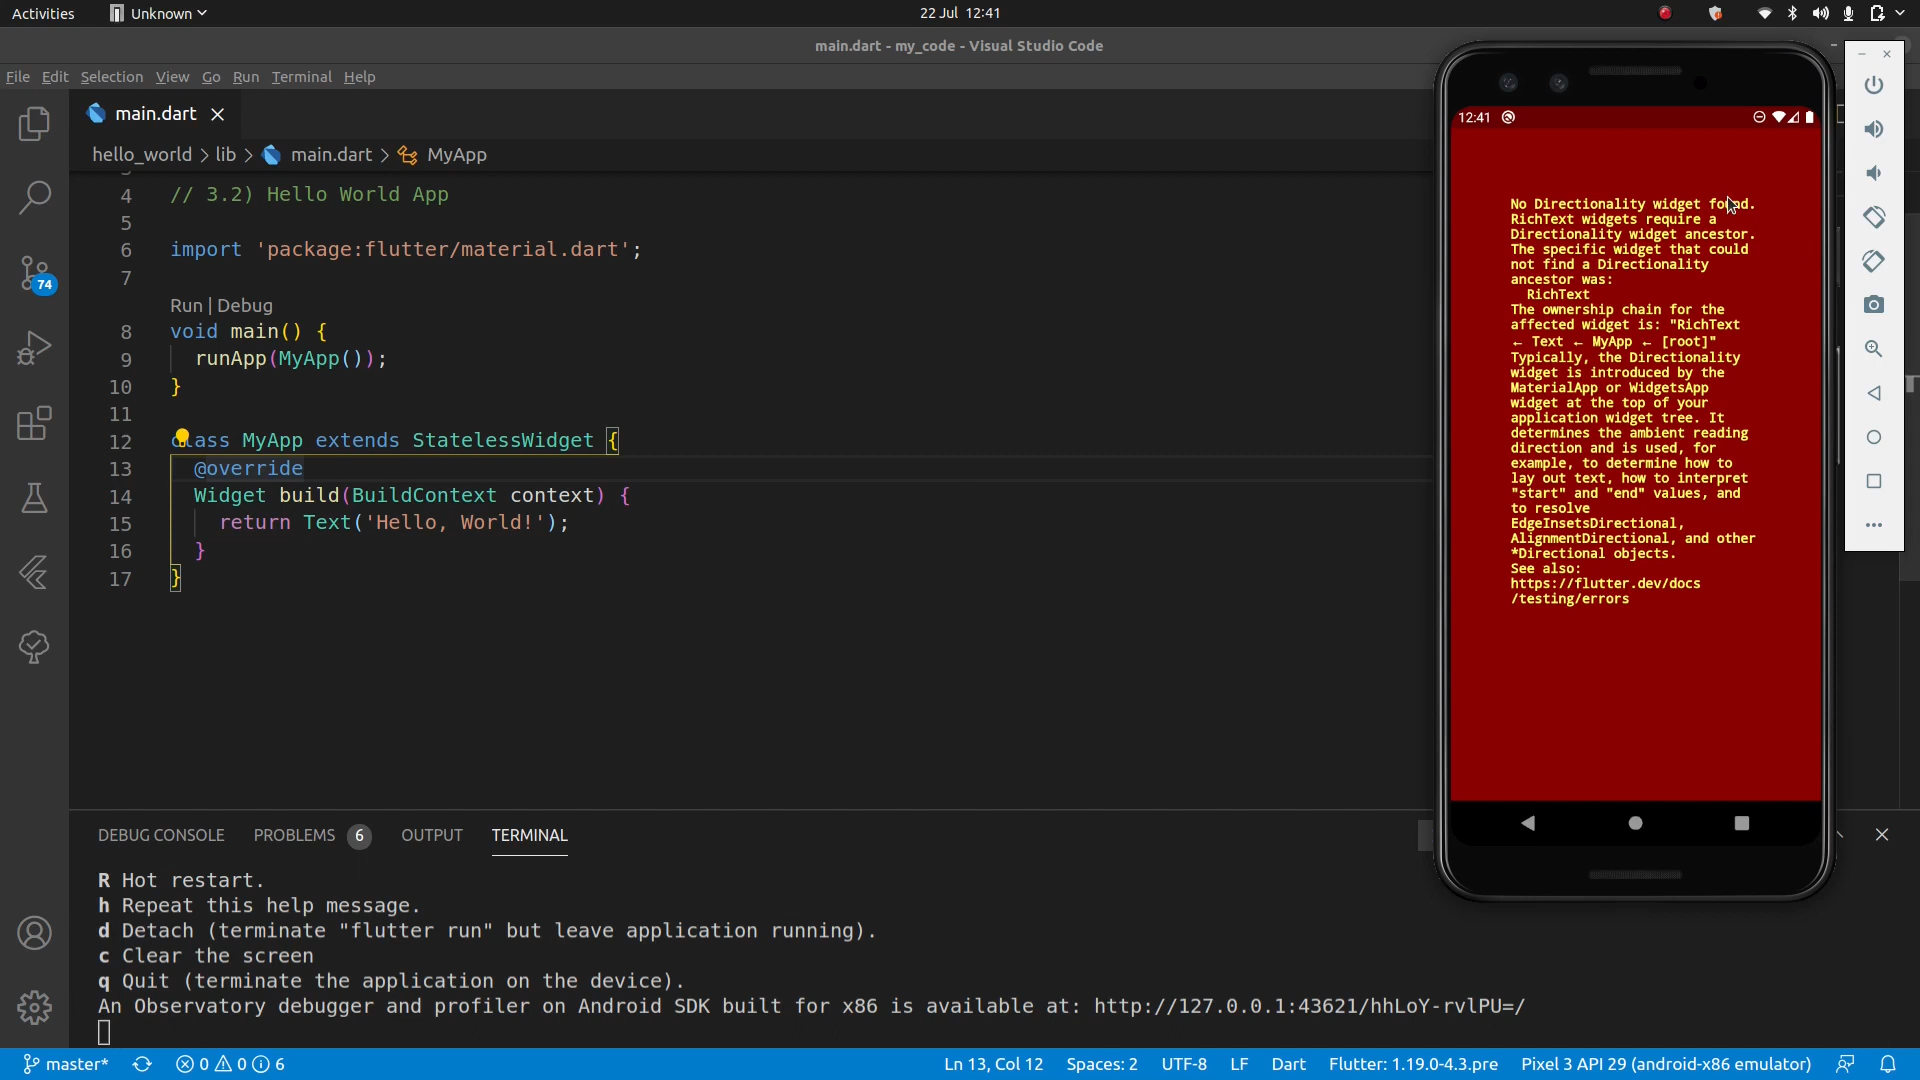 Activities
Unknown
22 Jul 12:41
main.dart - my_code - Visual Studio Code
File Edit Selection View Go Run Terminal Help
main.dart
hello_world > lib > main.dart > MyApp
4 // 3.2) Hello World App
5
6 import 'package:flutter/material.dart';
7
Run | Debug
8 void main() {
9 runApp(MyApp());
10 }
11
12 class MyApp extends StatelessWidget {
13 @override
14 Widget build(BuildContext context) {
15 return Text('Hello, World!');
16 }
17 }
74
12:41
No Directionality widget found.
RichText widgets require a
Directionality widget ancestor.
The specific widget that could
not find a Directionality
ancestor was:
RichText
The ownership chain for the
affected widget is: "RichText
← Text ← MyApp ← [root]"
Typically, the Directionality
widget is introduced by the
MaterialApp or WidgetsApp
widget at the top of your
application widget tree. It
determines the ambient reading
direction and is used, for
example, to determine how to
lay out text, how to interpret
"start" and "end" values, and
to resolve
EdgeInsetsDirectional,
AlignmentDirectional, and other
*Directional objects.
See also:
https://flutter.dev/docs
/testing/errors
DEBUG CONSOLE PROBLEMS 6 OUTPUT TERMINAL
R Hot restart.
h Repeat this help message.
d Detach (terminate "flutter run" but leave application running).
c Clear the screen
q Quit (terminate the application on the device).
An Observatory debugger and profiler on Android SDK built for x86 is available at: http://127.0.0.1:43621/hhLoY-rvlPU=/
master* 0 0 6 Ln 13, Col 12 Spaces: 2 UTF-8 LF Dart Flutter: 1.19.0-4.3.pre Pixel 3 API 29 (android-x86 emulator)